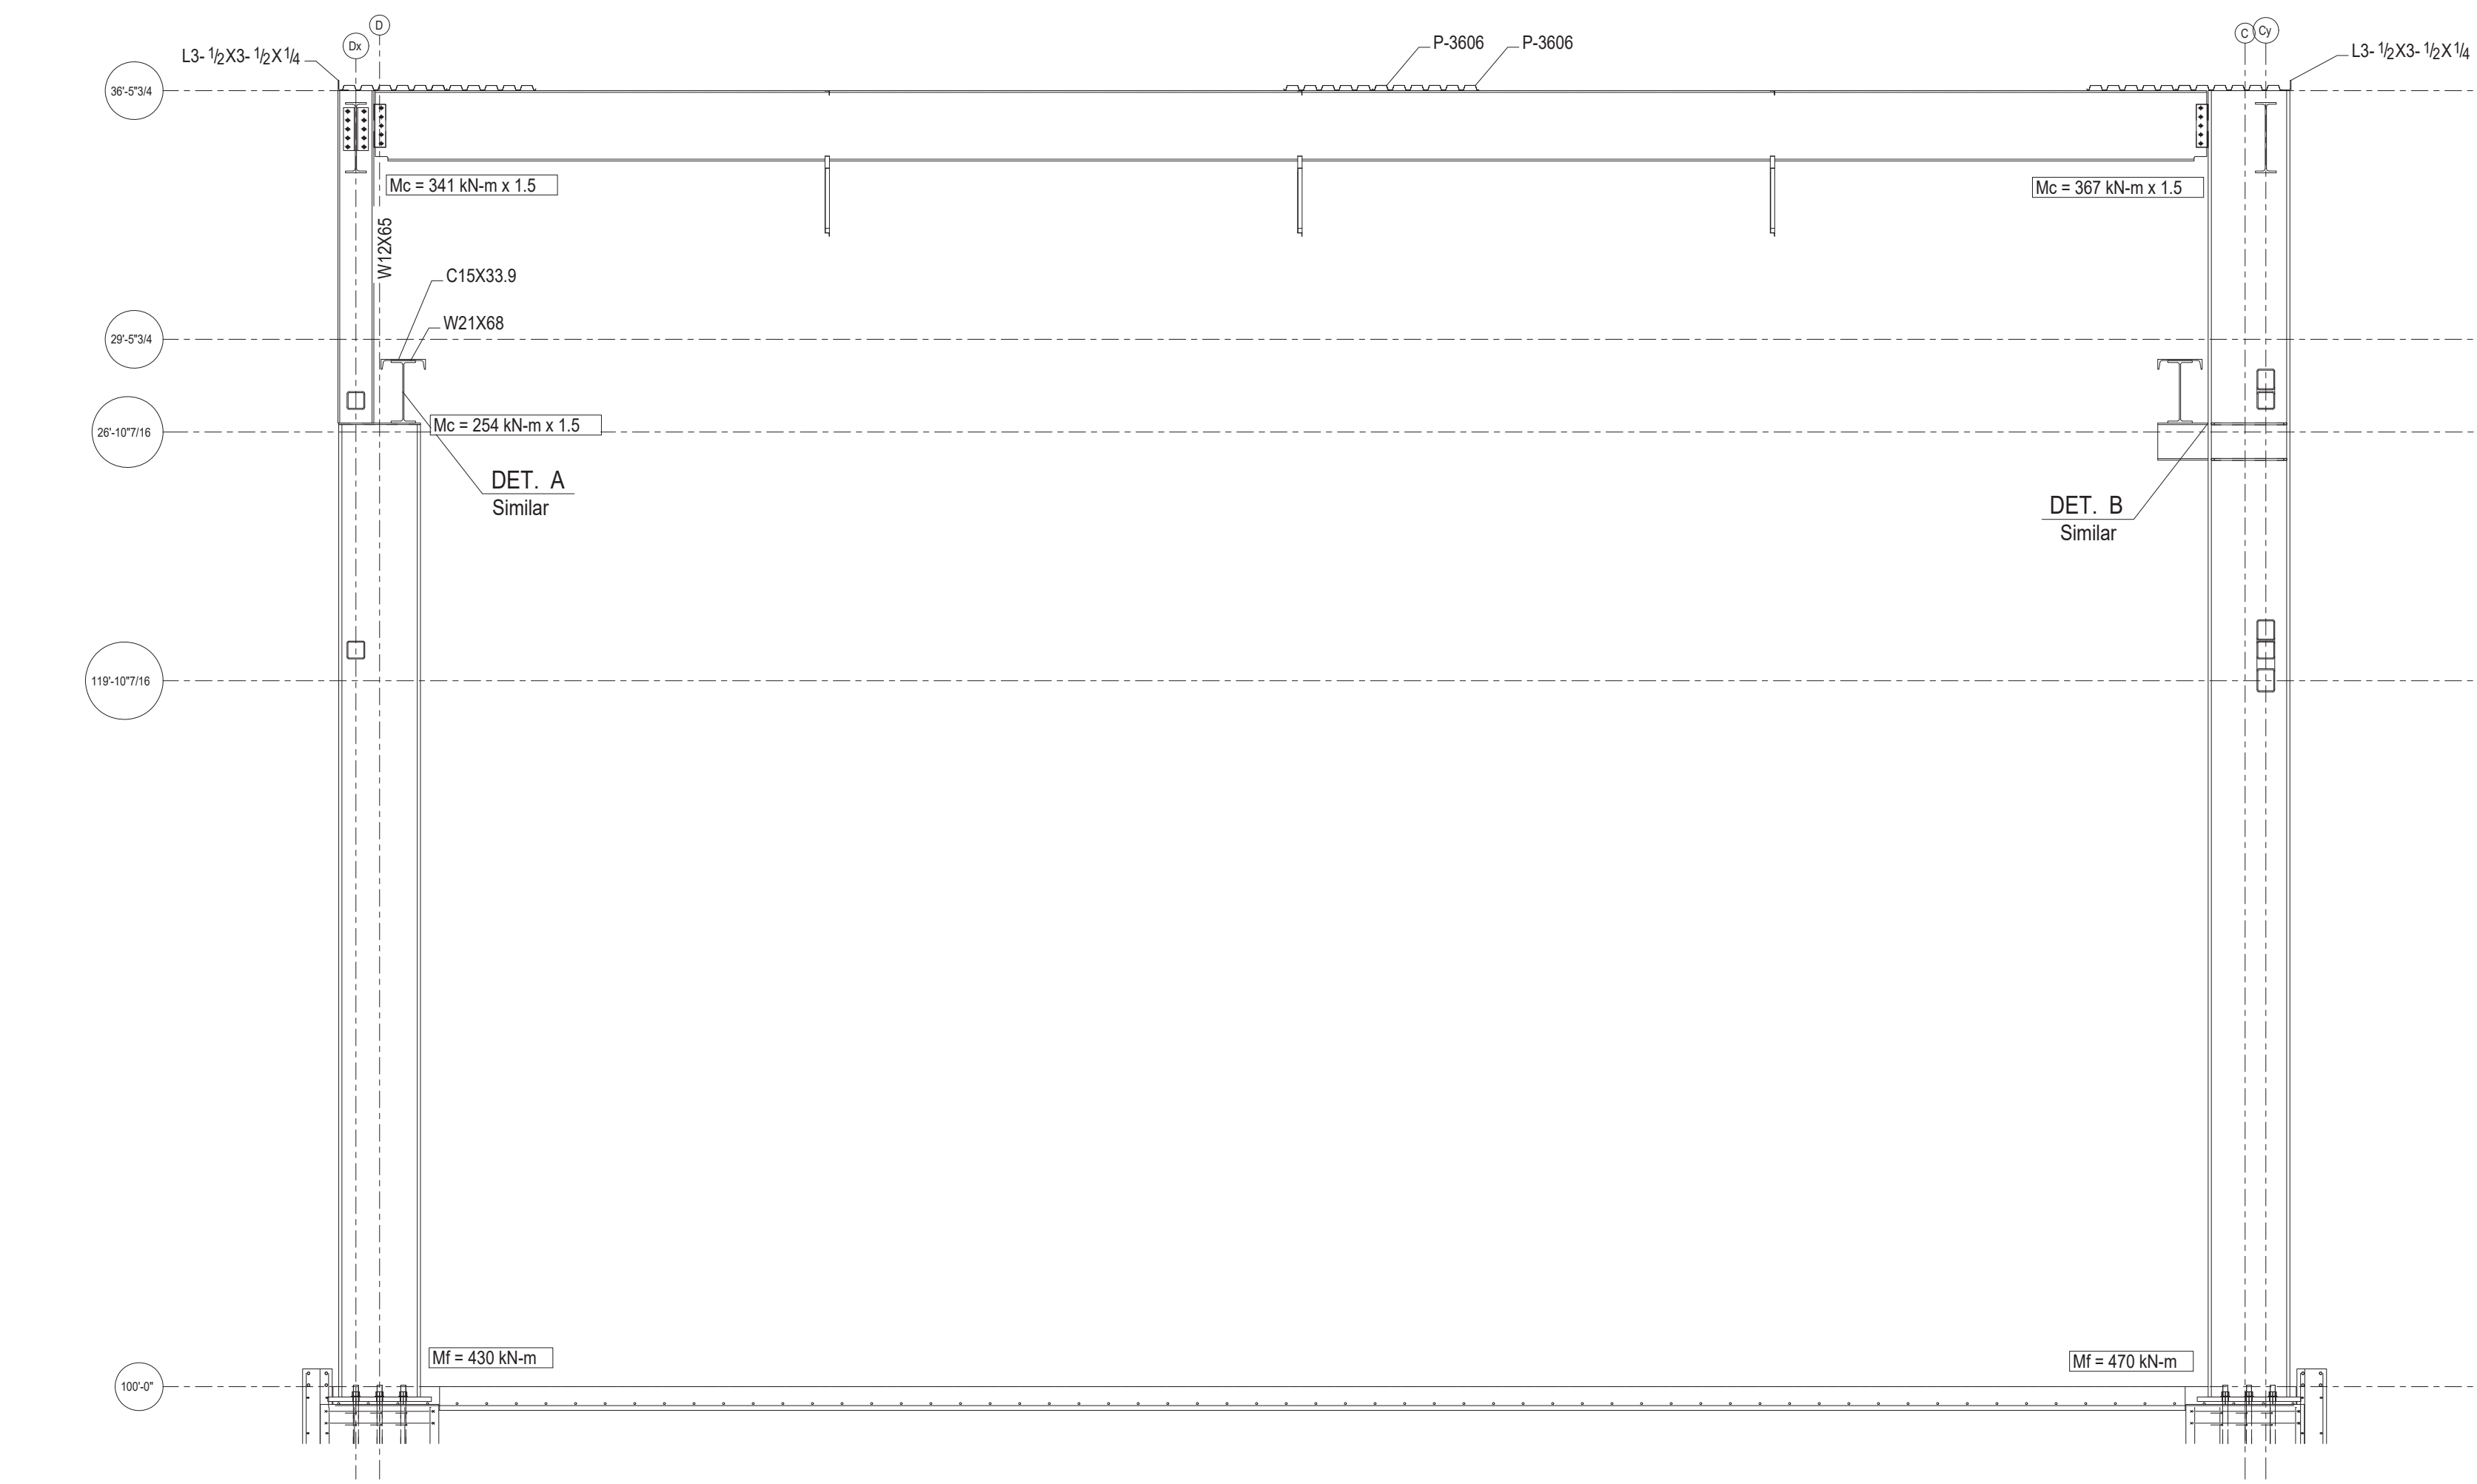 D
Dx
C
Cy
L3- 1/2X3- 1/2X1/4
P-3606
P-3606
L3- 1/2X3- 1/2X1/4
36'-5"3/4
Mc = 341 kN-m x 1.5
Mc = 367 kN-m x 1.5
W12X65
C15X33.9
W21X68
29'-5"3/4
26'-10"7/16
Mc = 254 kN-m x 1.5
DET. A
Similar
DET. B
Similar
119'-10"7/16
Mf = 430 kN-m
Mf = 470 kN-m
100'-0"